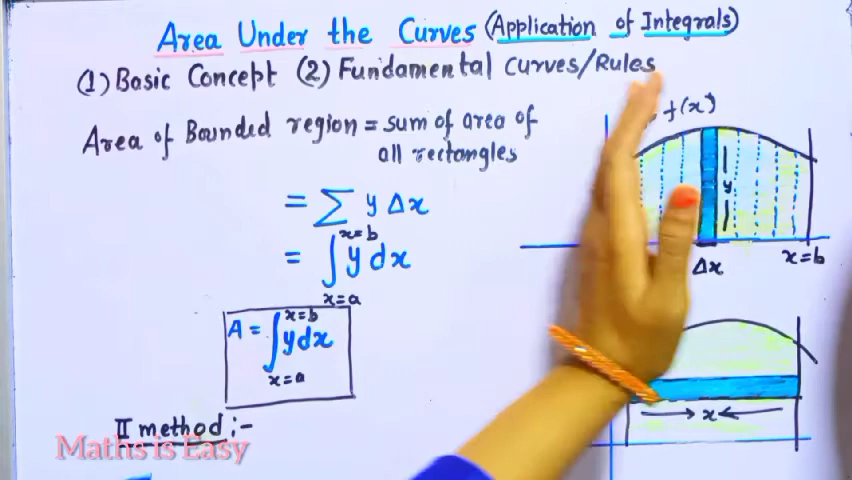 Area Under the Curves (Application of Integrals)
(1) Basic Concept (2) Fundamental Curves/Rules
Area of Bounded region = sum of area of
all rectangles
= ∑ y Δx
= ∫ y dx
x=b
x=a
A = ∫ y dx
x=b
x=a
II method :-
Maths is Easy
f(x)
y
Δx
x=b
x